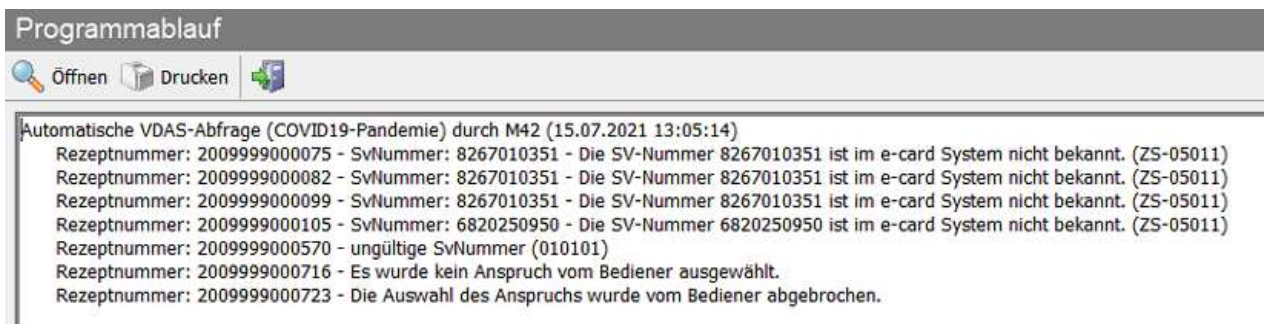 Programmablauf
Öffnen Drucken
Automatische VDAS-Abfrage (COVID19-Pandemie) durch M42 (15.07.2021 13:05:14)
Rezeptnummer: 2009999000075 - SvNummer: 8267010351 - Die SV-Nummer 8267010351 ist im e-card System nicht bekannt. (ZS-05011)
Rezeptnummer: 2009999000082 - SvNummer: 8267010351 - Die SV-Nummer 8267010351 ist im e-card System nicht bekannt. (ZS-05011)
Rezeptnummer: 2009999000099 - SvNummer: 8267010351 - Die SV-Nummer 8267010351 ist im e-card System nicht bekannt. (ZS-05011)
Rezeptnummer: 2009999000105 - SvNummer: 6820250950 - Die SV-Nummer 6820250950 ist im e-card System nicht bekannt. (ZS-05011)
Rezeptnummer: 2009999000570 - ungültige SvNummer (010101)
Rezeptnummer: 2009999000716 - Es wurde kein Anspruch vom Bediener ausgewählt.
Rezeptnummer: 2009999000723 - Die Auswahl des Anspruchs wurde vom Bediener abgebrochen.